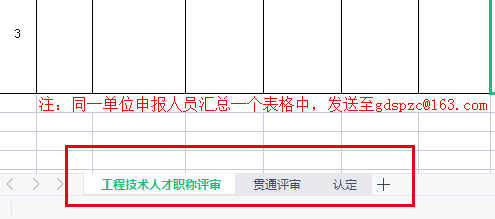 3
注：同一单位申报人员汇总一个表格中，发送至gdspzc@163.com
工程技术人才职称评审 贯通评审 认定